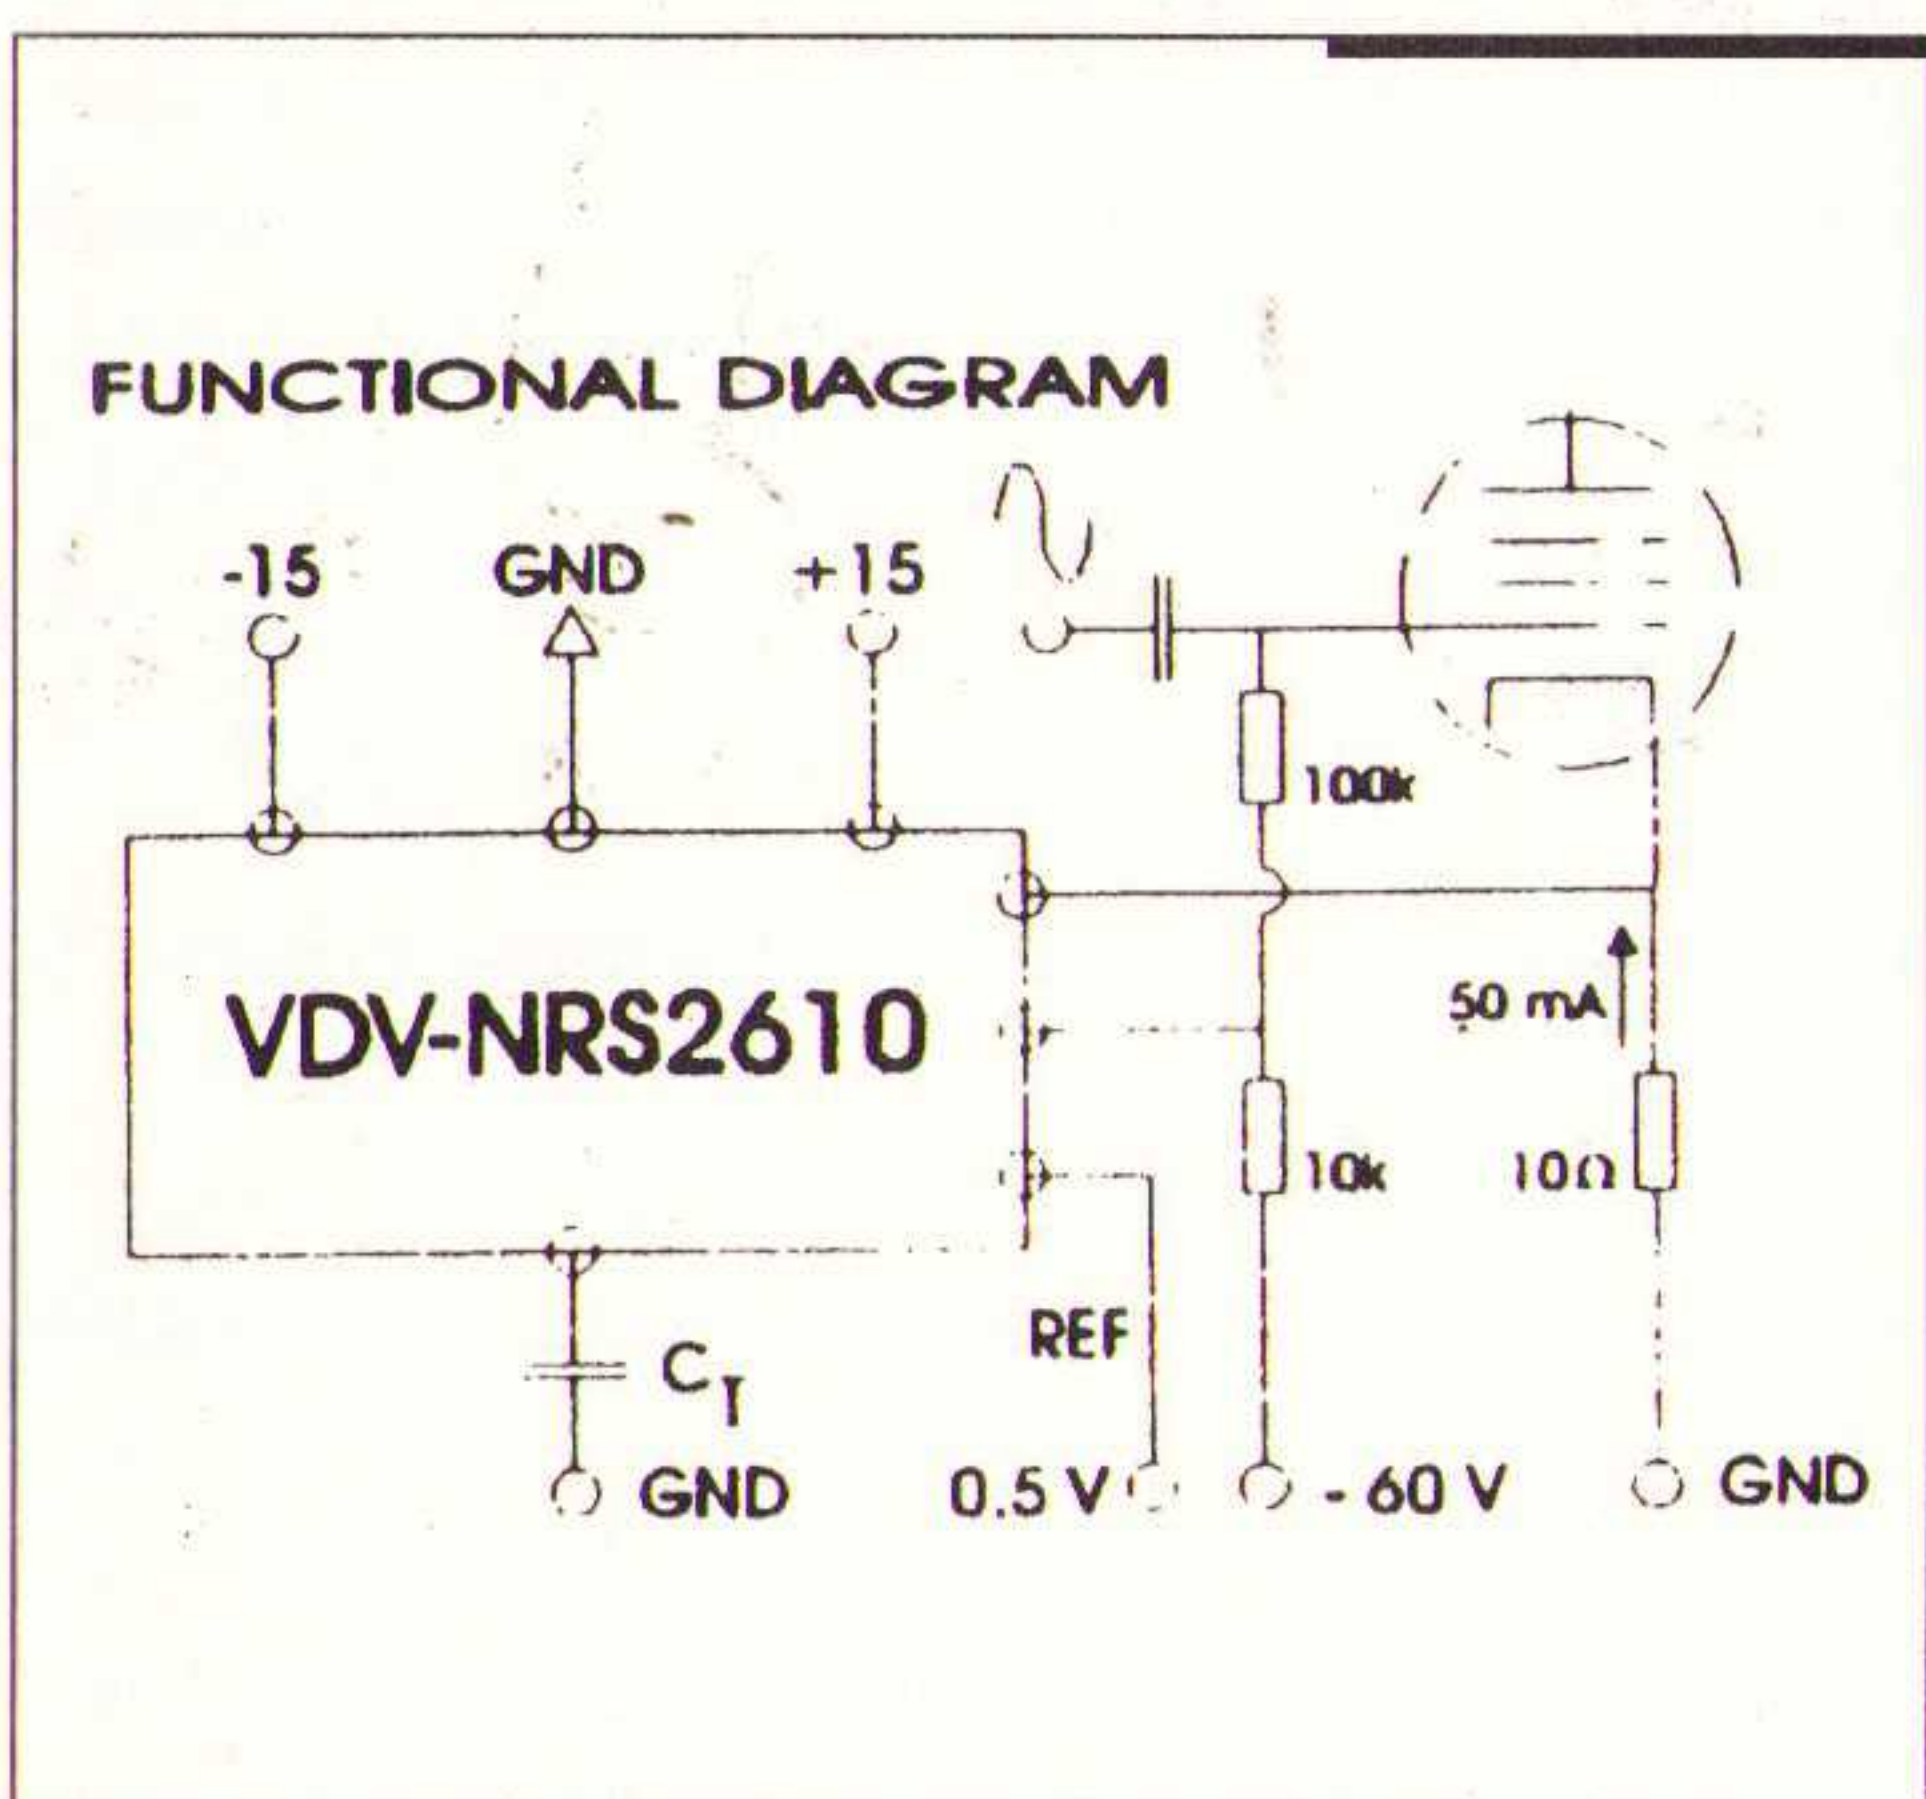 FUNCTIONAL DIAGRAM
-15
GND
+15
100k
VDV-NRS2610
50 mA
10k
10Ω
REF
CT
GND
0.5 V
- 60 V
GND